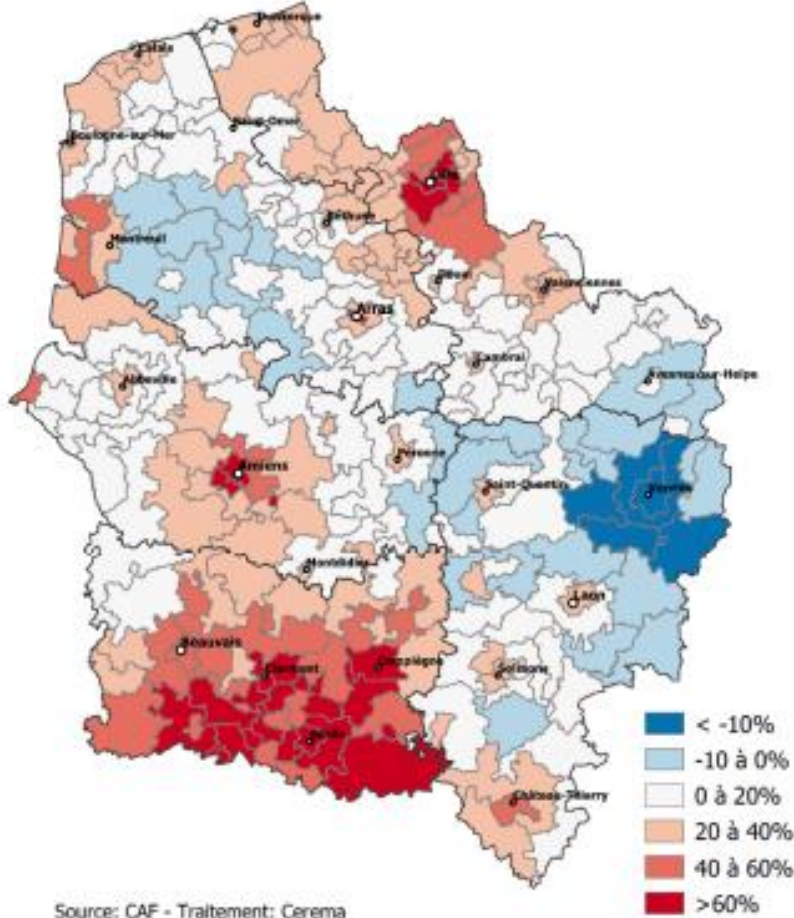 Dunkerque
Calais
Saint-Omer
Boulogne-sur-Mer
Lille
Béthune
Montreuil
Douai
Valenciennes
Arras
Cambrai
Avesnes-sur-Helpe
Abbeville
Amiens
Péronne
Saint-Quentin
Vervins
Montdidier
Laon
Beauvais
Clermont
Compiègne
Soissons
Senlis
Château-Thierry
< -10%
-10 à 0%
0 à 20%
20 à 40%
40 à 60%
>60%
Source: CAF - Traitement: Cerema